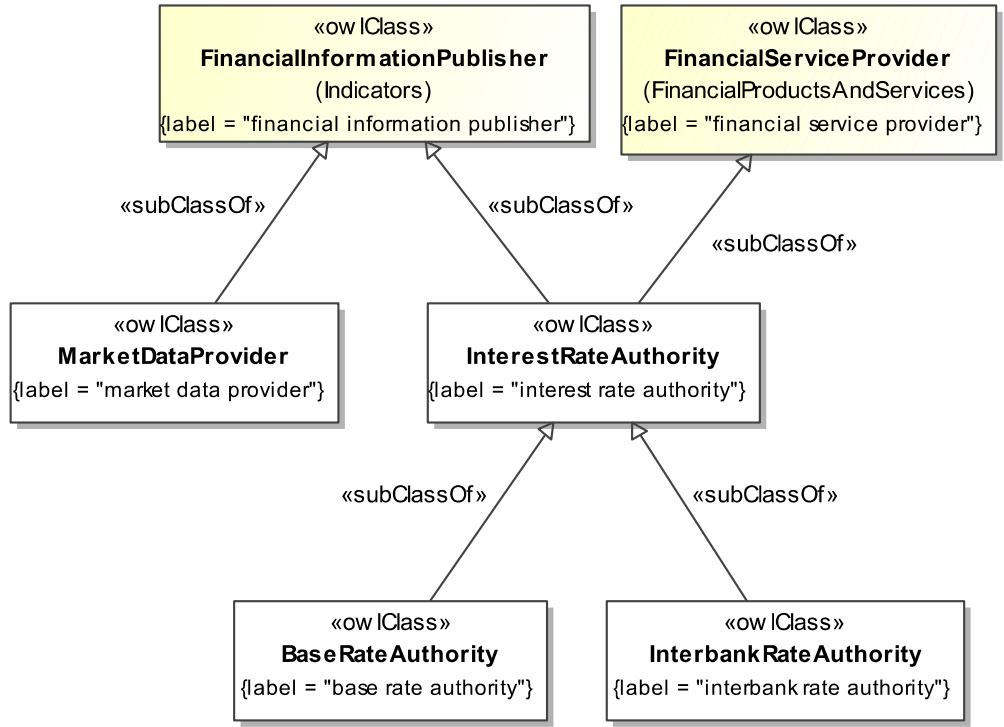 «owlClass»
FinancialInformationPublisher
(Indicators)
{label = "financial information publisher"}
«owlClass»
FinancialServiceProvider
(FinancialProductsAndServices)
{label = "financial service provider"}
«subClassOf»
«subClassOf»
«subClassOf»
«owlClass»
MarketDataProvider
{label = "market data provider"}
«owlClass»
InterestRateAuthority
{label = "interest rate authority"}
«subClassOf»
«subClassOf»
«owlClass»
BaseRateAuthority
{label = "base rate authority"}
«owlClass»
InterbankRateAuthority
{label = "interbank rate authority"}